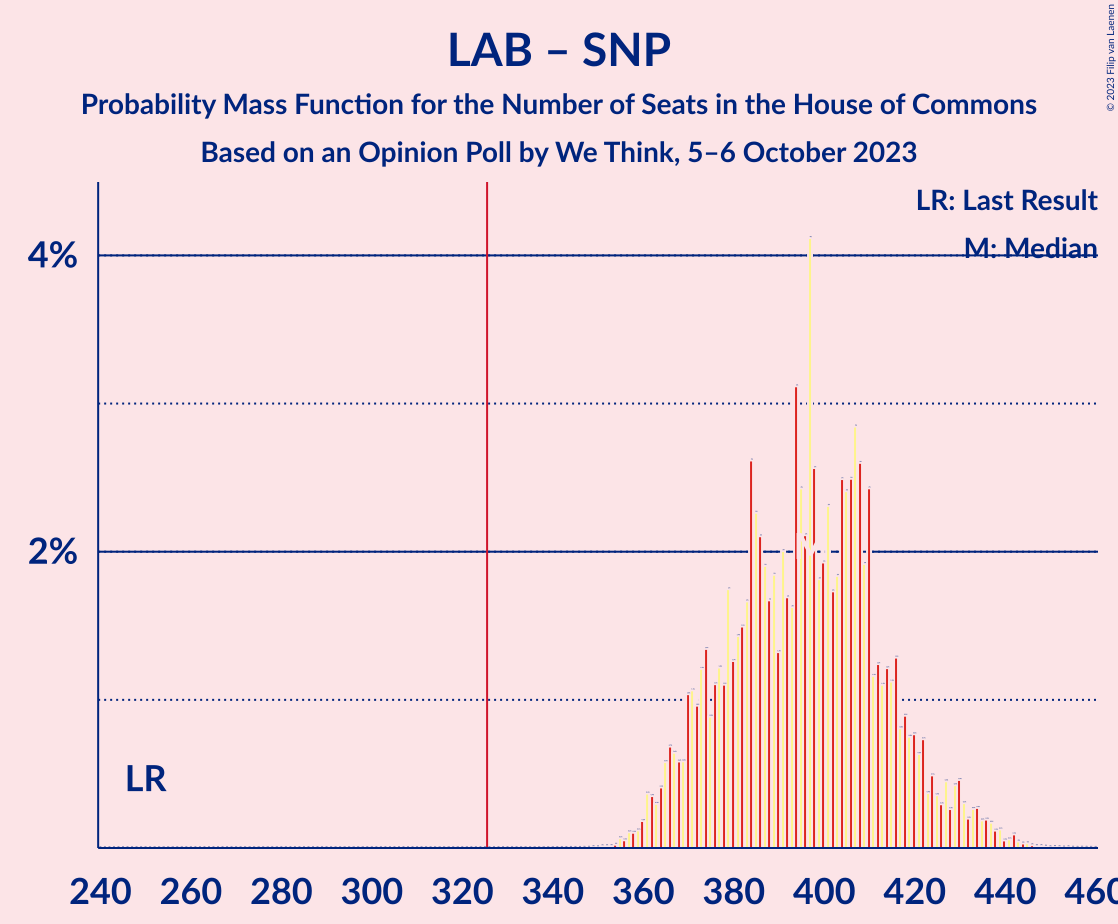 LAB – SNP
Probability Mass Function for the Number of Seats in the House of Commons
Based on an Opinion Poll by We Think, 5–6 October 2023
© 2023 Filip van Laenen
LR: Last Result
M: Median
4%
2%
LR
M
240 260 280 300 320 340 360 380 400 420 440 460